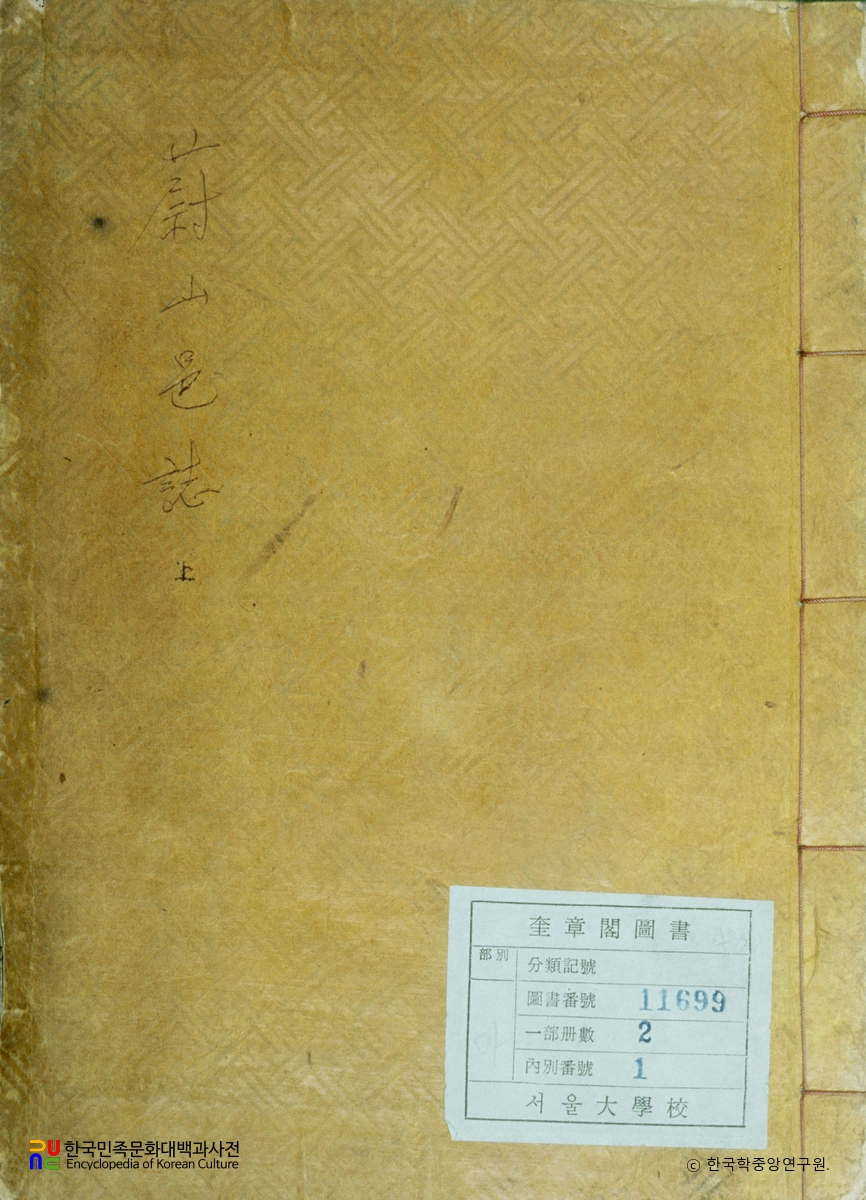 蔚山邑誌 上
奎章閣圖書
部別
分類記號
圖書番號 11699
一部册數 2
內別番號 1
서울大學校
한국민족문화대백과사전
Encyclopedia of Korean Culture
ⓒ 한국학중앙연구원.